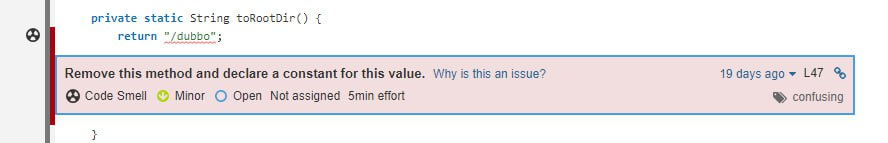 private static String toRootDir() {
return "/dubbo";
Remove this method and declare a constant for this value. Why is this an issue? 19 days ago L47
Code Smell Minor Open Not assigned 5min effort confusing
}